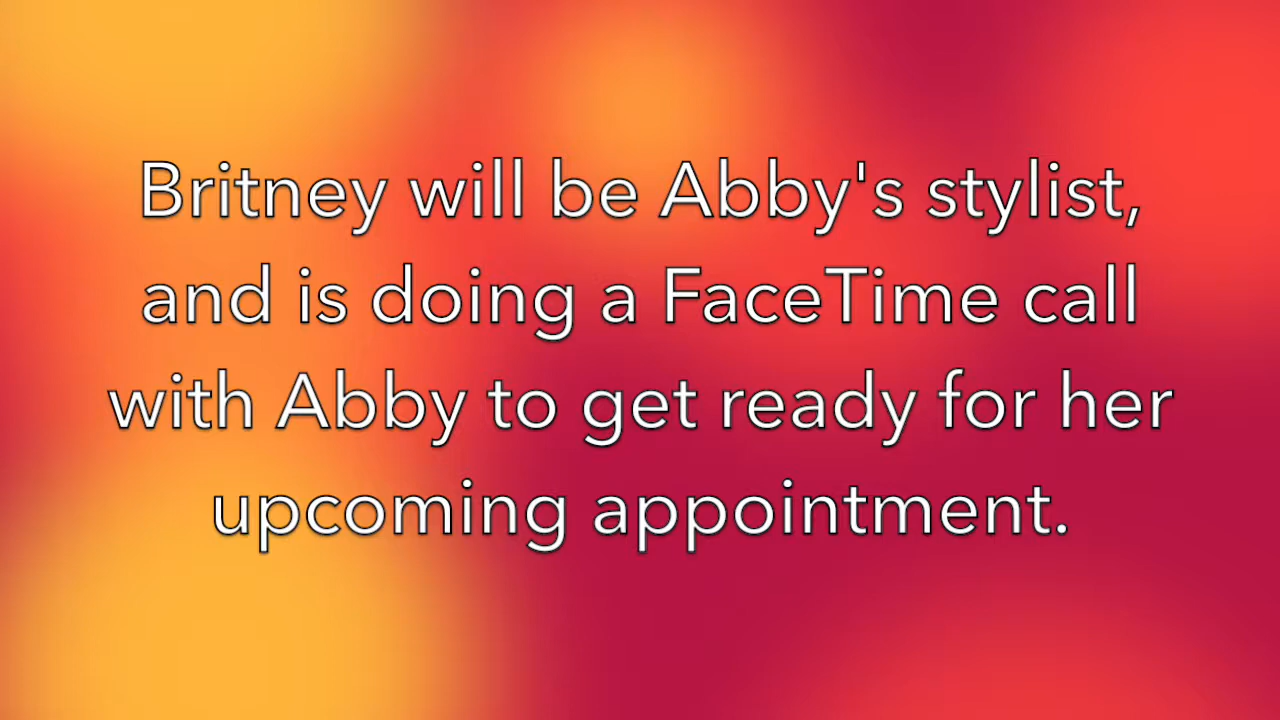 Britney will be Abby's stylist,
and is doing a FaceTime call
with Abby to get ready for her
upcoming appointment.